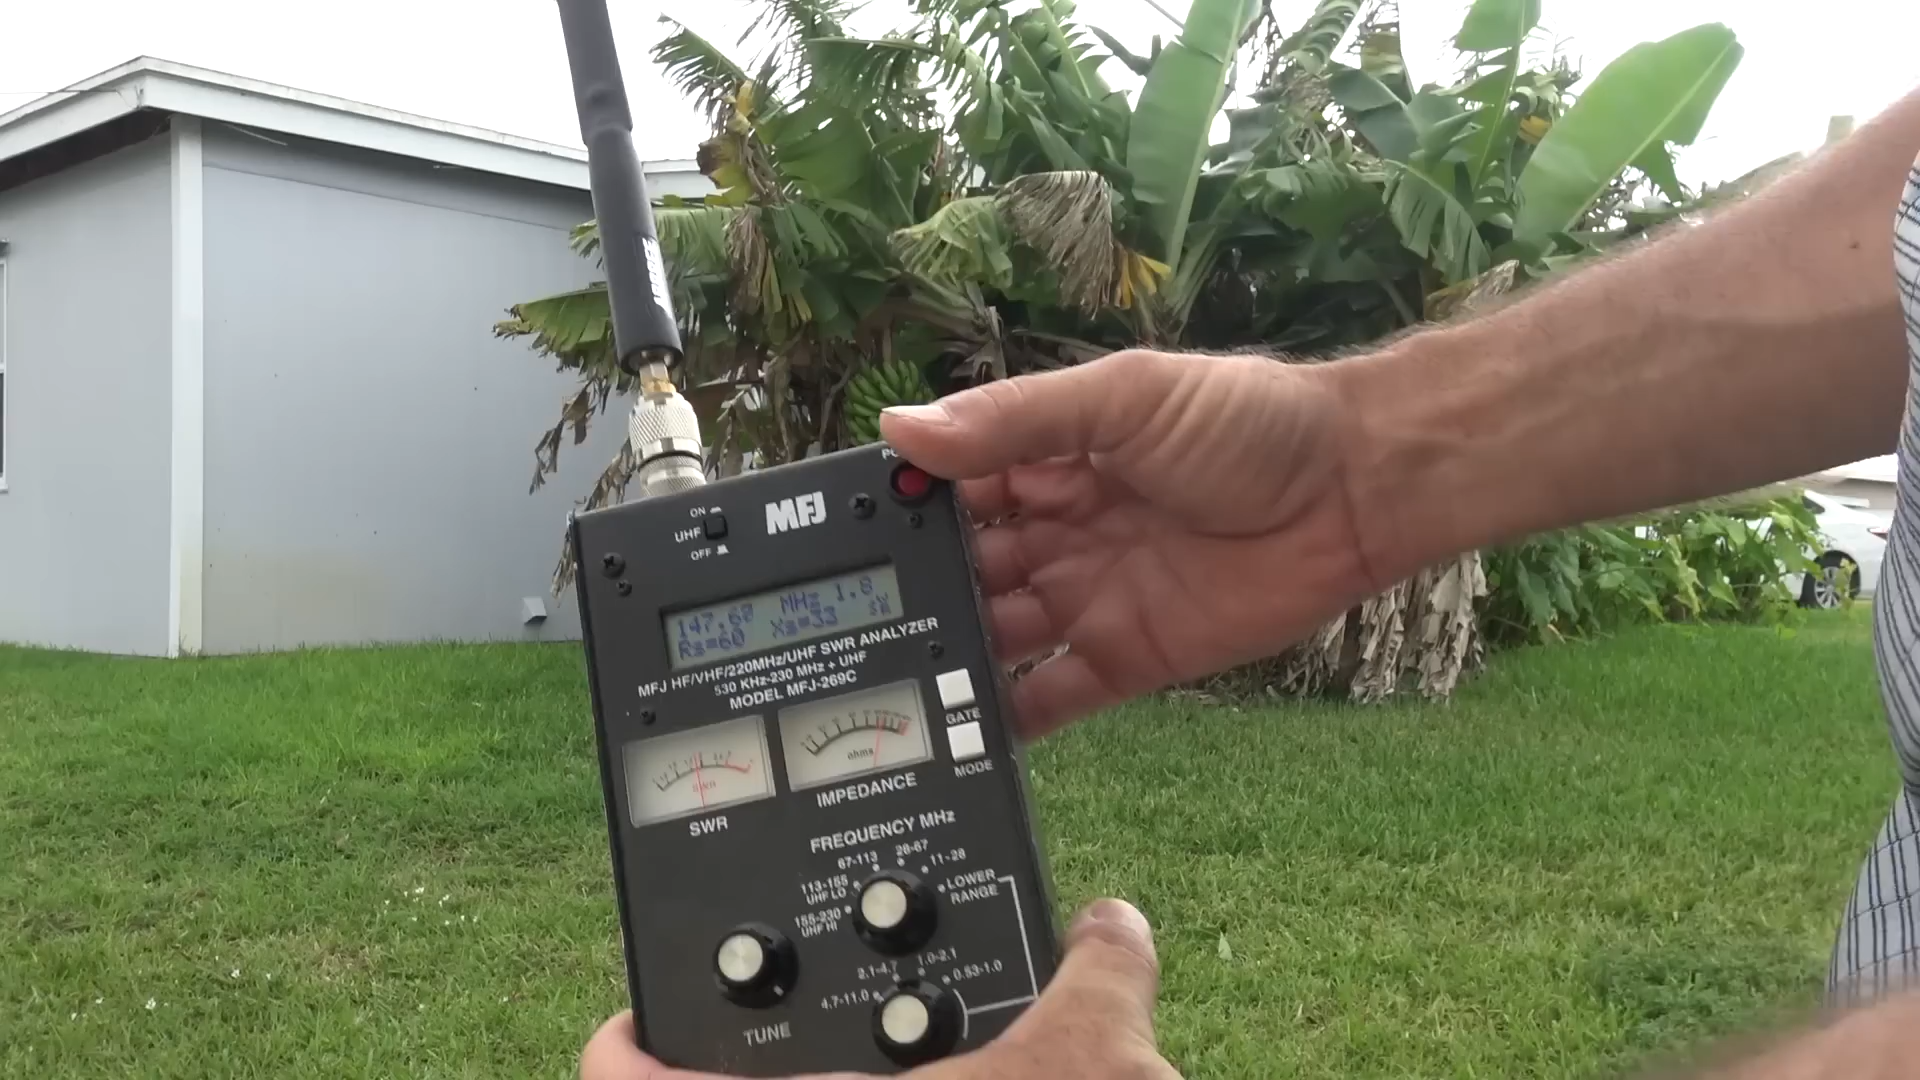 ON
UHF
OFF
MFJ
147.60 MHz 1.8
Rs=60 Xs=33 SWR
MFJ HF/VHF/220MHz/UHF SWR ANALYZER
530 KHz-230 MHz + UHF
MODEL MFJ-269C
GATE
MODE
SWR
ohms
SWR
IMPEDANCE
FREQUENCY MHz
67-113
28-67
11-28
113-155
UHF LO
LOWER
RANGE
155-230
UHF HI
2.1-4.7
1.0-2.1
0.53-1.0
4.7-11.0
TUNE